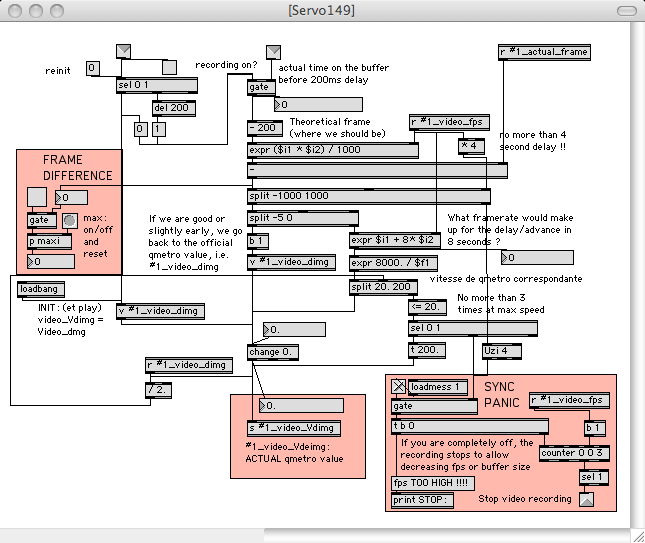 [Servo149]
reinit
0
recording on?
sel 0 1
del 200
0
1
gate
actual time on the buffer
before 200ms delay
0
r #1_actual_frame
- 200
Theoretical frame
(where we should be)
r #1_video_fps
* 4
no more than 4
second delay !!
expr ($i1 * $i2) / 1000
-
FRAME
DIFFERENCE
0
gate
max:
on/off
and
reset
p maxi
0
split -1000 1000
split -5 0
If we are good or
slightly early, we go
back to the official
qmetro value, i.e.
#1_video_dimg
b 1
v #1_video_dimg
expr $i1 + 8* $i2
What framerate would make
up for the delay/advance in
8 seconds ?
0
expr 8000. / $f1
vitesse de qmetro correspondante
split 20. 200
loadbang
INIT : (et play)
video_Vdimg =
Video_dmg
v #1_video_dimg
<= 20.
No more than 3
times at max speed
sel 0 1
0.
change 0.
t 200.
Uzi 4
r #1_video_dimg
/ 2.
0.
s #1_video_Vdimg
#1_video_Vdeimg:
ACTUAL qmetro value
loadmess 1
SYNC
PANIC
gate
r #1_video_fps
t b 0
b 1
If you are completely off, the
recording stops to allow
decreasing fps or buffer size
counter 0 0 3
fps TOO HIGH !!!!
sel 1
print STOP:
Stop video recording